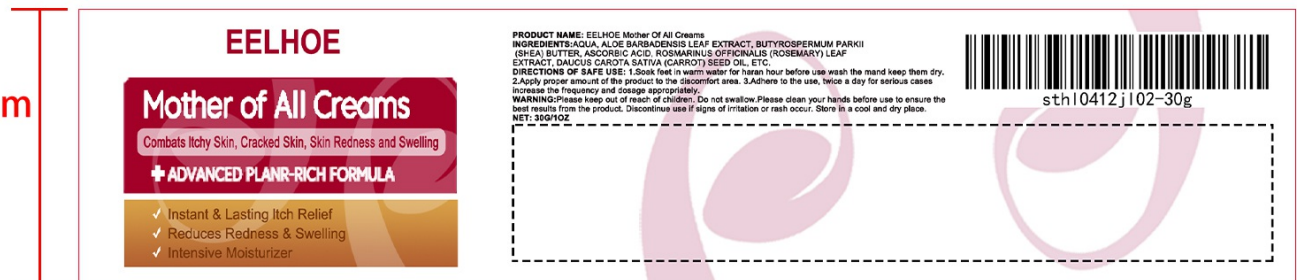 m
EELHOE
Mother of All Creams
Combats Itchy Skin, Cracked Skin, Skin Redness and Swelling
ADVANCED PLANR-RICH FORMULA
✓ Instant & Lasting Itch Relief
✓ Reduces Redness & Swelling
✓ Intensive Moisturizer
PRODUCT NAME: EELHOE Mother Of All Creams
INGREDIENTS:AQUA, ALOE BARBADENSIS LEAF EXTRACT, BUTYROSPERMUM PARKII
(SHEA) BUTTER, ASCORBIC ACID, ROSMARINUS OFFICINALIS (ROSEMARY) LEAF
EXTRACT, DAUCUS CAROTA SATIVA (CARROT) SEED OIL, ETC.
DIRECTIONS OF SAFE USE: 1.Soak feet in warm water for haran hour before use wash the mand keep them dry.
2.Apply proper amount of the product to the discomfort area. 3.Adhere to the use, twice a day for serious cases
increase the frequency and dosage appropriately.
WARNING:Please keep out of reach of children. Do not swallow.Please clean your hands before use to ensure the
best results from the product. Discontinue use if signs of irritation or rash occur. Store in a cool and dry place.
NET: 30G/1OZ
sthl0412jl02-30g